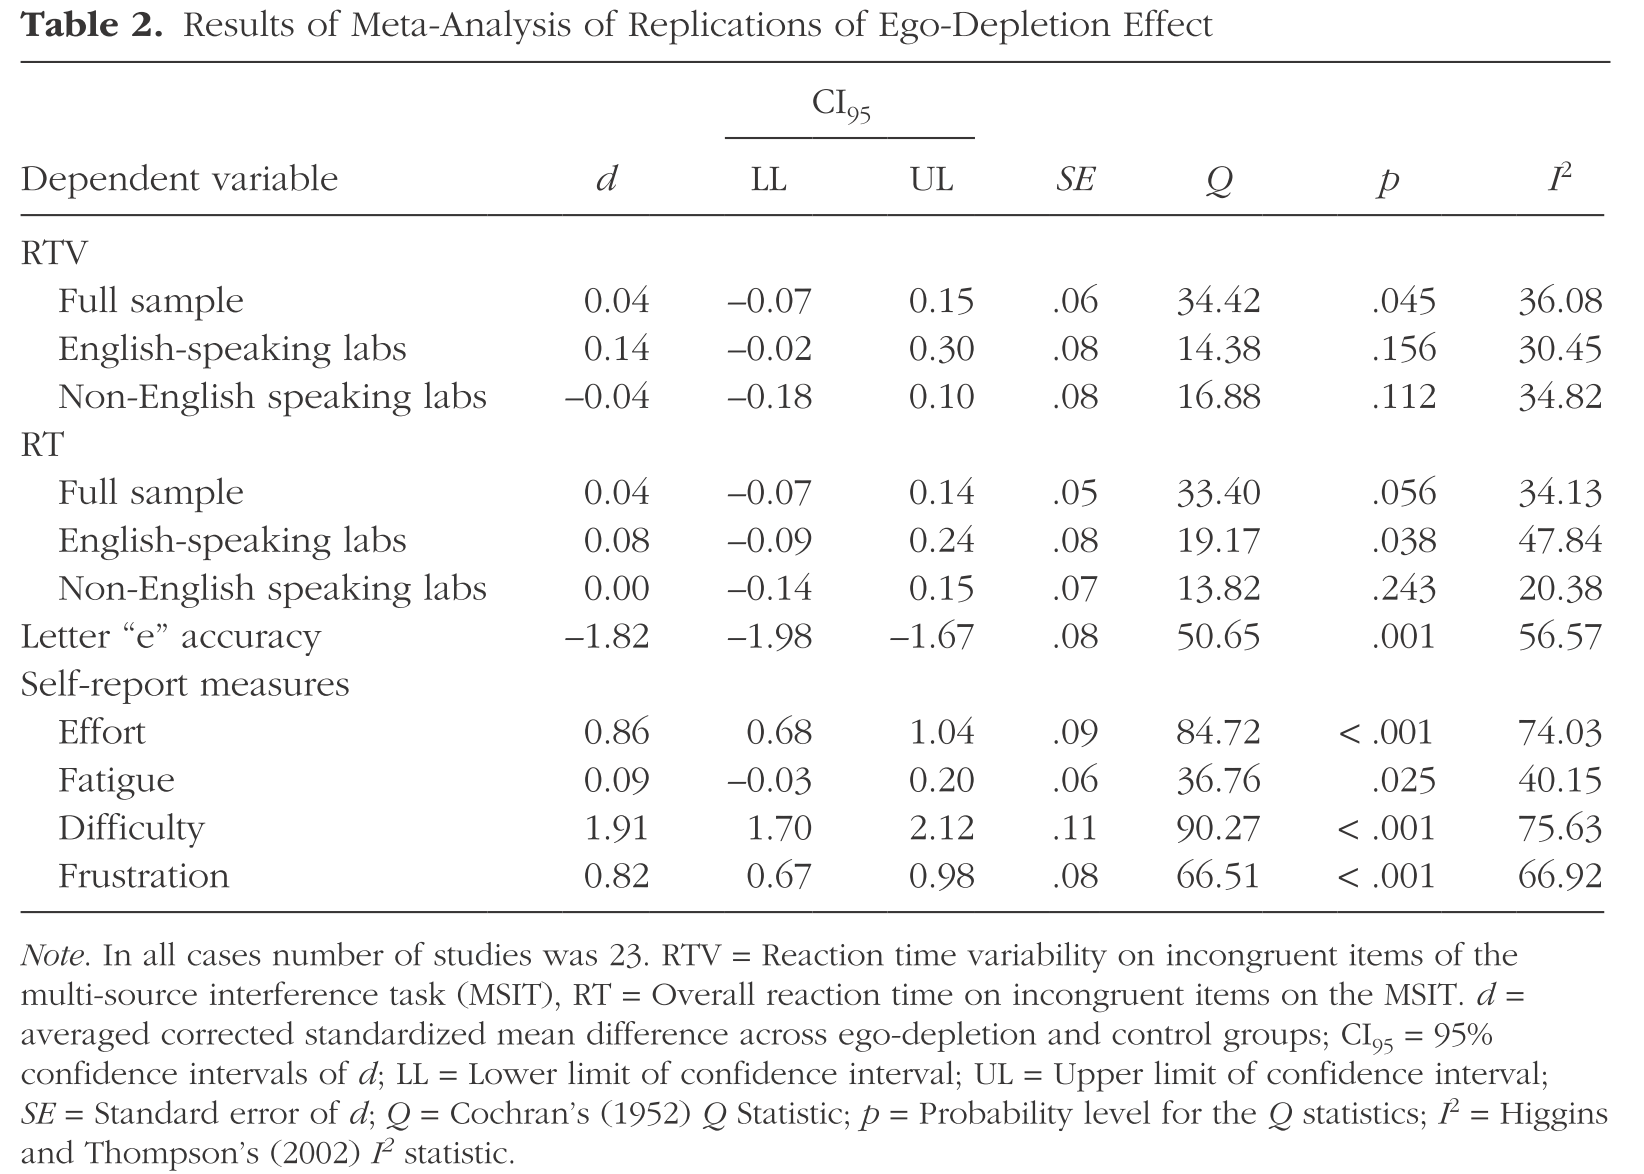 Table 2. Results of Meta-Analysis of Replications of Ego-Depletion Effect
CI95
Dependent variable d LL UL SE Q p I2
RTV
Full sample 0.04 –0.07 0.15 .06 34.42 .045 36.08
English-speaking labs 0.14 –0.02 0.30 .08 14.38 .156 30.45
Non-English speaking labs –0.04 –0.18 0.10 .08 16.88 .112 34.82
RT
Full sample 0.04 –0.07 0.14 .05 33.40 .056 34.13
English-speaking labs 0.08 –0.09 0.24 .08 19.17 .038 47.84
Non-English speaking labs 0.00 –0.14 0.15 .07 13.82 .243 20.38
Letter “e” accuracy –1.82 –1.98 –1.67 .08 50.65 .001 56.57
Self-report measures
Effort 0.86 0.68 1.04 .09 84.72 < .001 74.03
Fatigue 0.09 –0.03 0.20 .06 36.76 .025 40.15
Difficulty 1.91 1.70 2.12 .11 90.27 < .001 75.63
Frustration 0.82 0.67 0.98 .08 66.51 < .001 66.92
Note. In all cases number of studies was 23. RTV = Reaction time variability on incongruent items of the
multi-source interference task (MSIT), RT = Overall reaction time on incongruent items on the MSIT. d =
averaged corrected standardized mean difference across ego-depletion and control groups; CI95 = 95%
confidence intervals of d; LL = Lower limit of confidence interval; UL = Upper limit of confidence interval;
SE = Standard error of d; Q = Cochran’s (1952) Q Statistic; p = Probability level for the Q statistics; I2 = Higgins
and Thompson’s (2002) I2 statistic.